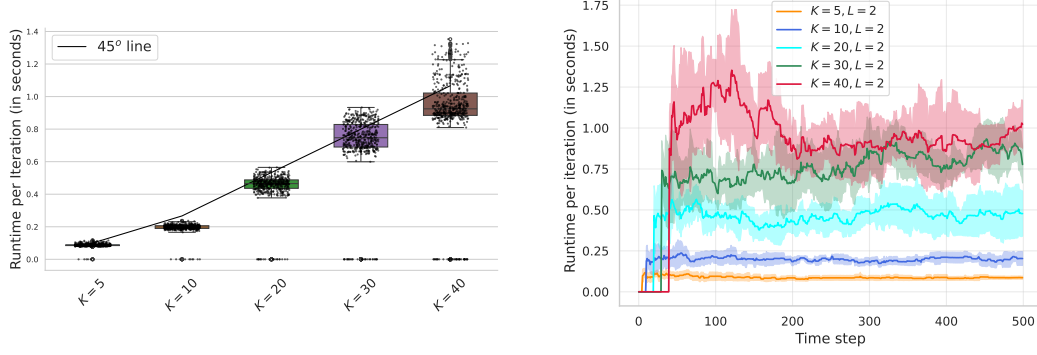 Runtime per Iteration (in seconds)
1.4
1.2
1.0
0.8
0.6
0.4
0.2
0.0
45° line
K = 5
K = 10
K = 20
K = 30
K = 40
Runtime per Iteration (in seconds)
1.75
1.50
1.25
1.00
0.75
0.50
0.25
0.00
K = 5, L = 2
K = 10, L = 2
K = 20, L = 2
K = 30, L = 2
K = 40, L = 2
0 100 200 300 400 500
Time step